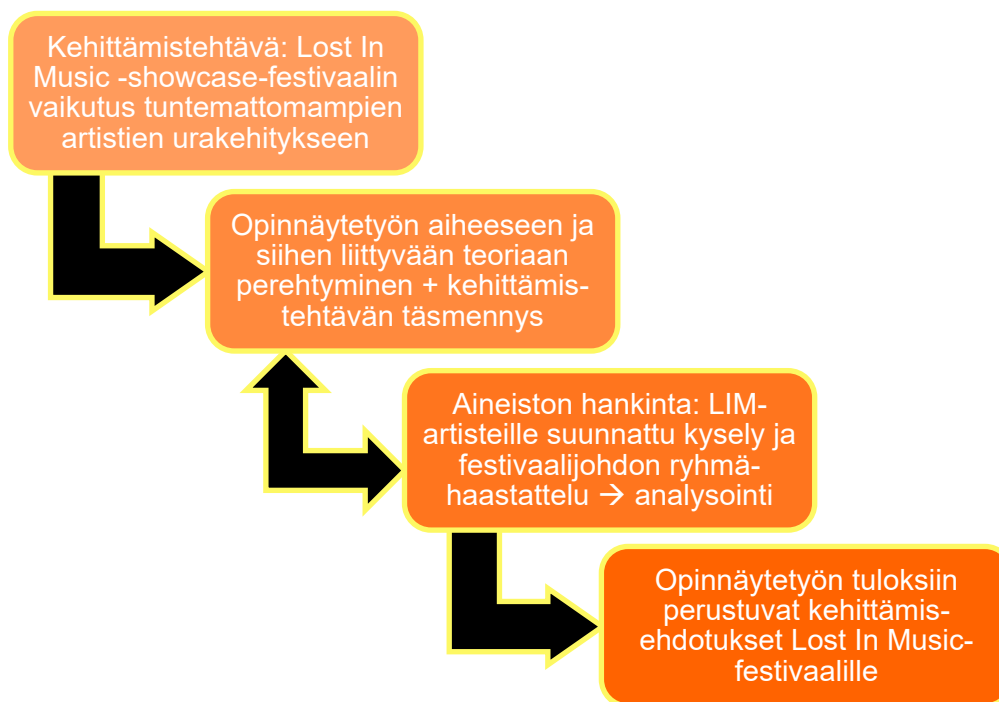 Kehittämistehtävä: Lost In
Music -showcase-festivaalin
vaikutus tuntemattomampien
artistien urakehitykseen
Opinnäytetyön aiheeseen ja
siihen liittyvään teoriaan
perehtyminen + kehittämis-
tehtävän täsmennys
Aineiston hankinta: LIM-
artisteille suunnattu kysely ja
festivaalijohdon ryhmä-
haastattelu → analysointi
Opinnäytetyön tuloksiin
perustuvat kehittämis-
ehdotukset Lost In Music-
festivaalille